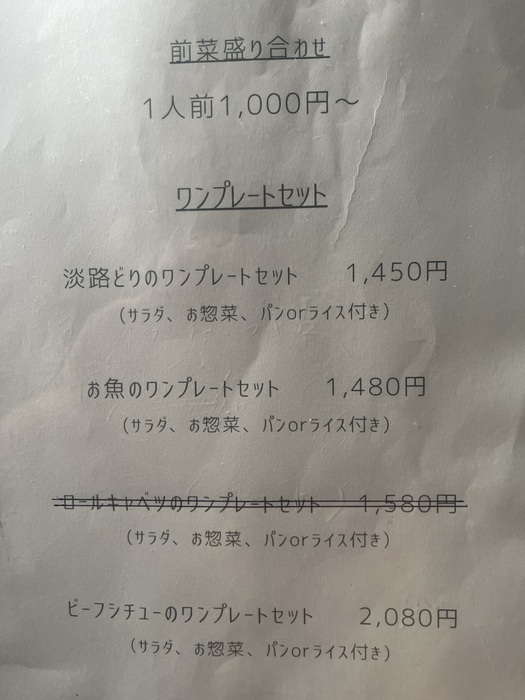 前菜盛り合わせ
1人前1,000円～
ワンプレートセット
淡路どりのワンプレートセット 1,450円
(サラダ、お惣菜、パンorライス付き)
お魚のワンプレートセット 1,480円
(サラダ、お惣菜、パンorライス付き)
ロールキャベツのワンプレートセット 1,580円
(サラダ、お惣菜、パンorライス付き)
ビーフシチューのワンプレートセット 2,080円
(サラダ、お惣菜、パンorライス付き)